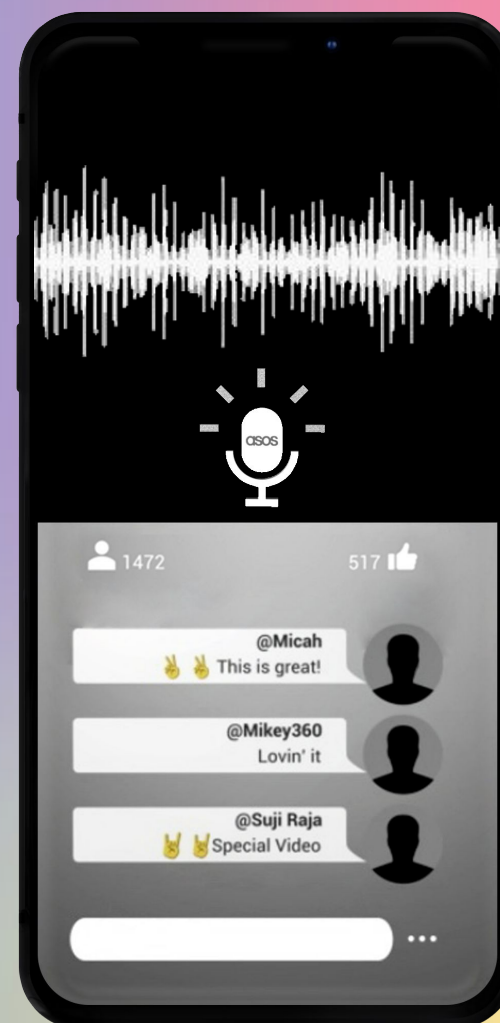 asos
1472
517
@Micah
✌️ ✌️ This is great!
@Mikey360
Lovin' it
@Suji Raja
🤘 🤘 Special Video